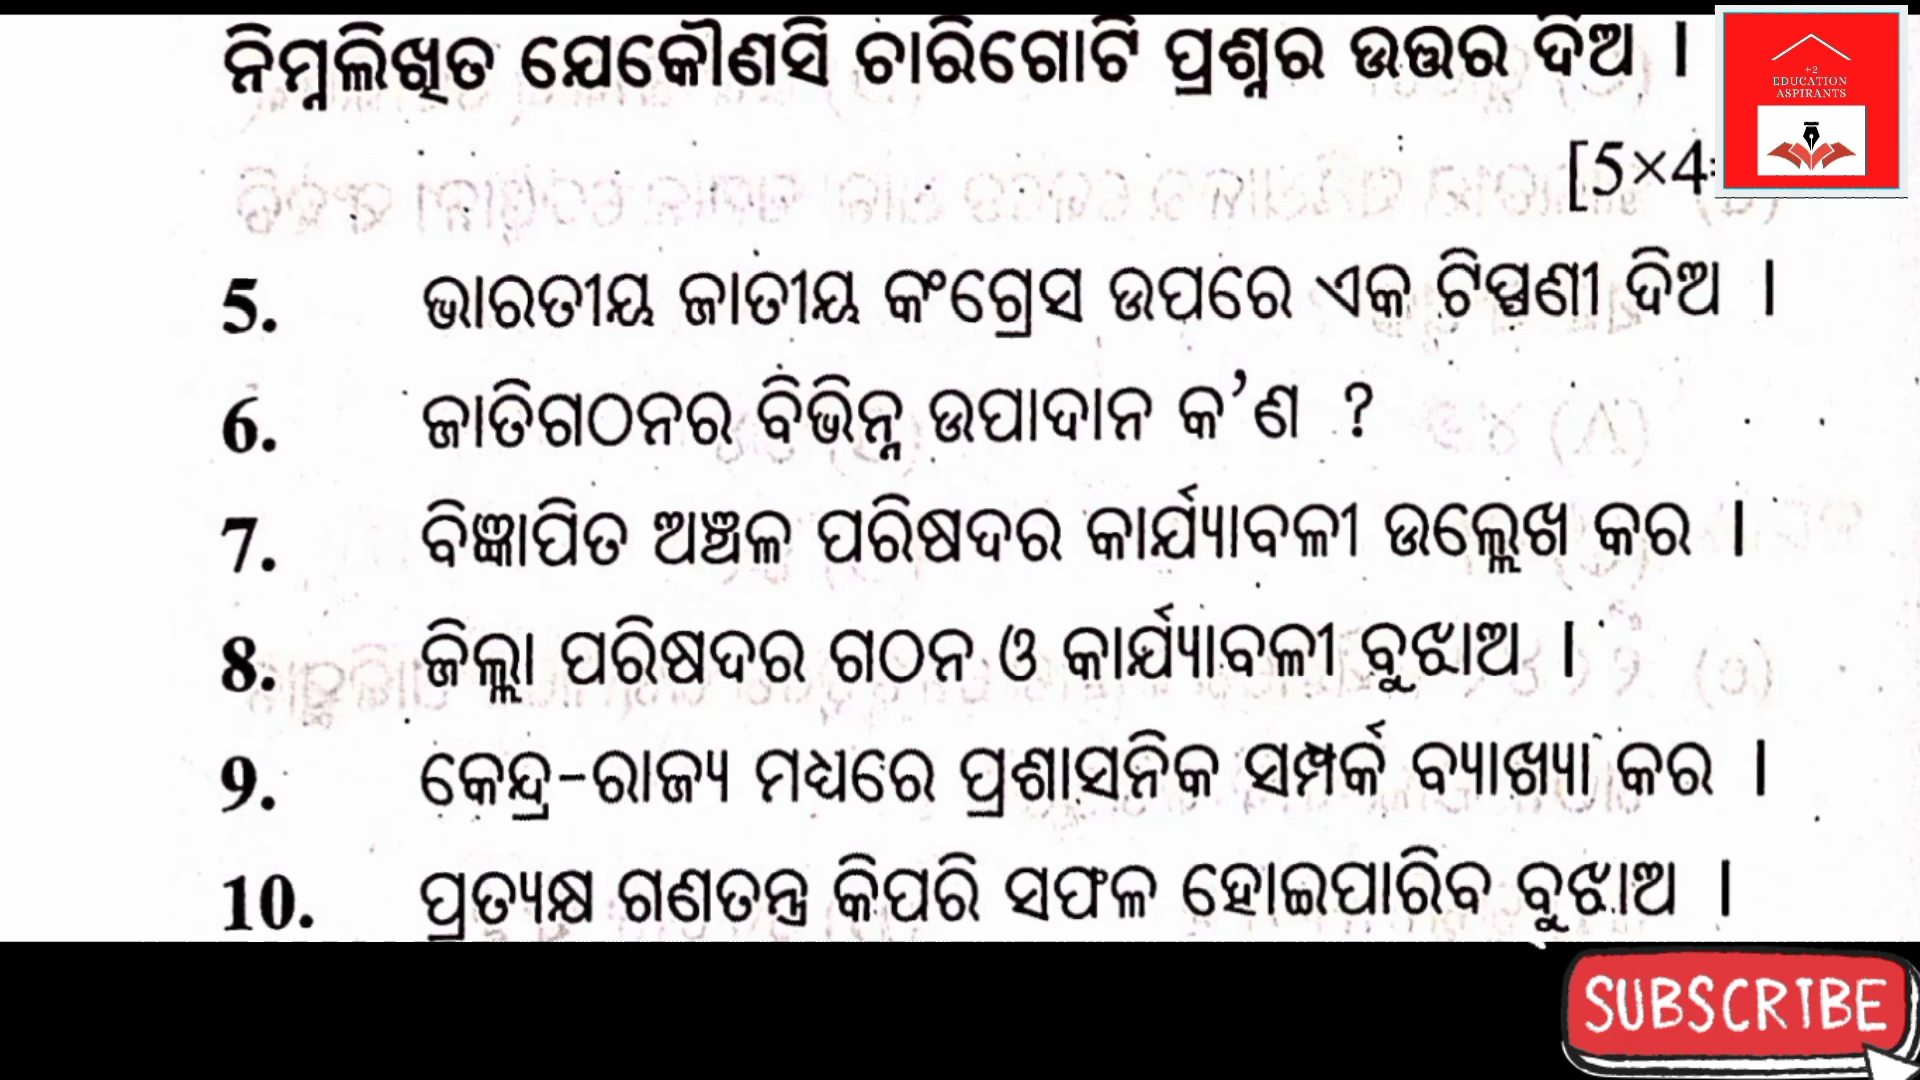 ନିମ୍ନଲିଖିତ ଯେକୌଣସି ଚାରିଗୋଟି ପ୍ରଶ୍ନର ଉତ୍ତର ଦିଅ ।
+2
EDUCATION
ASPIRANTS
[5×4=
5. ଭାରତୀୟ ଜାତୀୟ କଂଗ୍ରେସ ଉପରେ ଏକ ଟିପ୍ପଣୀ ଦିଅ ।
6. ଜାତିଗଠନର ବିଭିନ୍ନ ଉପାଦାନ କ’ଣ ?
7. ବିଜ୍ଞାପିତ ଅଞ୍ଚଳ ପରିଷଦର କାର୍ଯ୍ୟାବଳୀ ଉଲ୍ଲେଖ କର ।
8. ଜିଲ୍ଲା ପରିଷଦର ଗଠନ ଓ କାର୍ଯ୍ୟାବଳୀ ବୁଝାଅ ।
9. କେନ୍ଦ୍ର-ରାଜ୍ୟ ମଧ୍ୟରେ ପ୍ରଶାସନିକ ସମ୍ପର୍କ ବ୍ୟାଖ୍ୟା କର ।
10. ପ୍ରତ୍ୟକ୍ଷ ଗଣତନ୍ତ୍ର କିପରି ସଫଳ ହୋଇପାରିବ ବୁଝାଅ ।
SUBSCRIBE